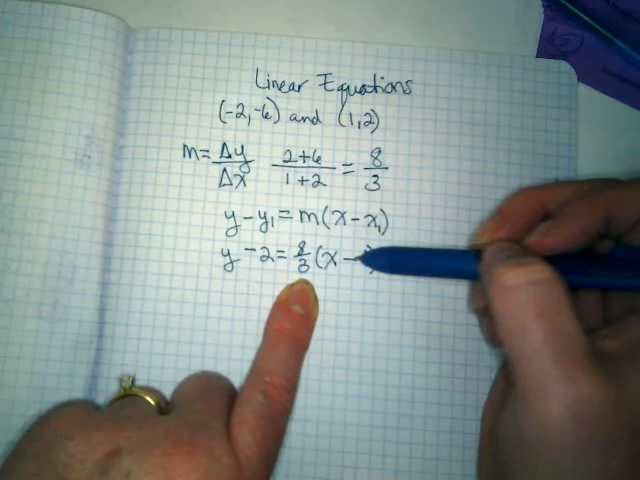 Linear Equations
(-2,-6) and (1,2)
m = Δy/Δx 2+6/1+2 = 8/3
y - y₁ = m(x - x₁)
y - 2 = 8/3 (x -